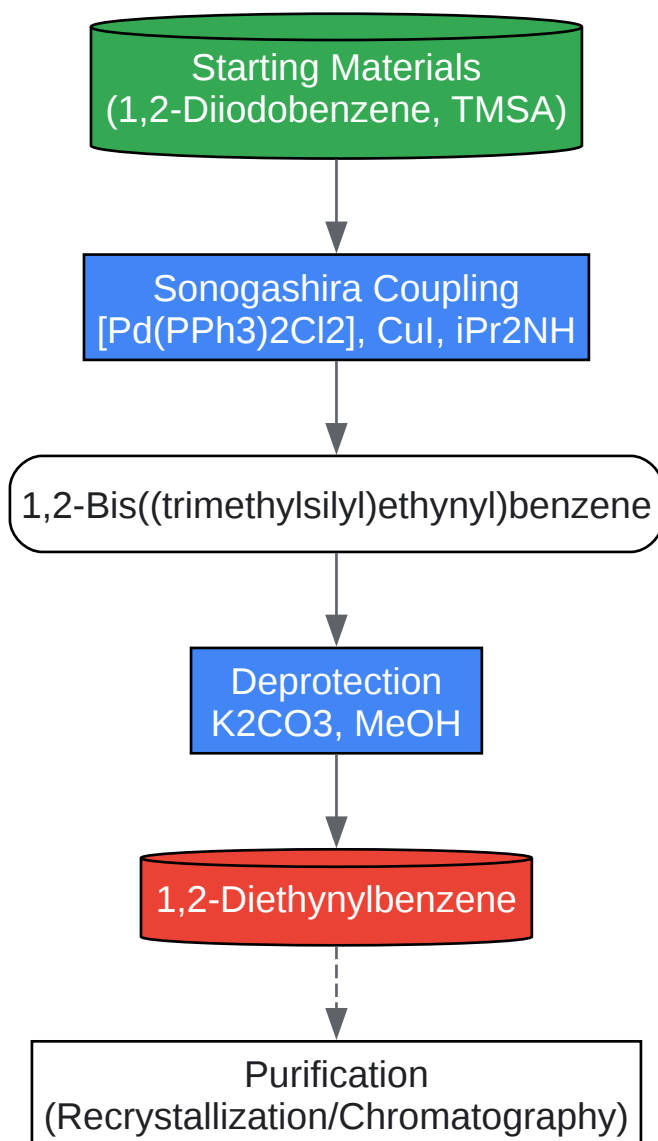 Starting Materials
(1,2-Diiodobenzene, TMSA)
Sonogashira Coupling
[Pd(PPh3)2Cl2], CuI, iPr2NH
1,2-Bis((trimethylsilyl)ethynyl)benzene
Deprotection
K2CO3, MeOH
1,2-Diethynylbenzene
Purification
(Recrystallization/Chromatography)